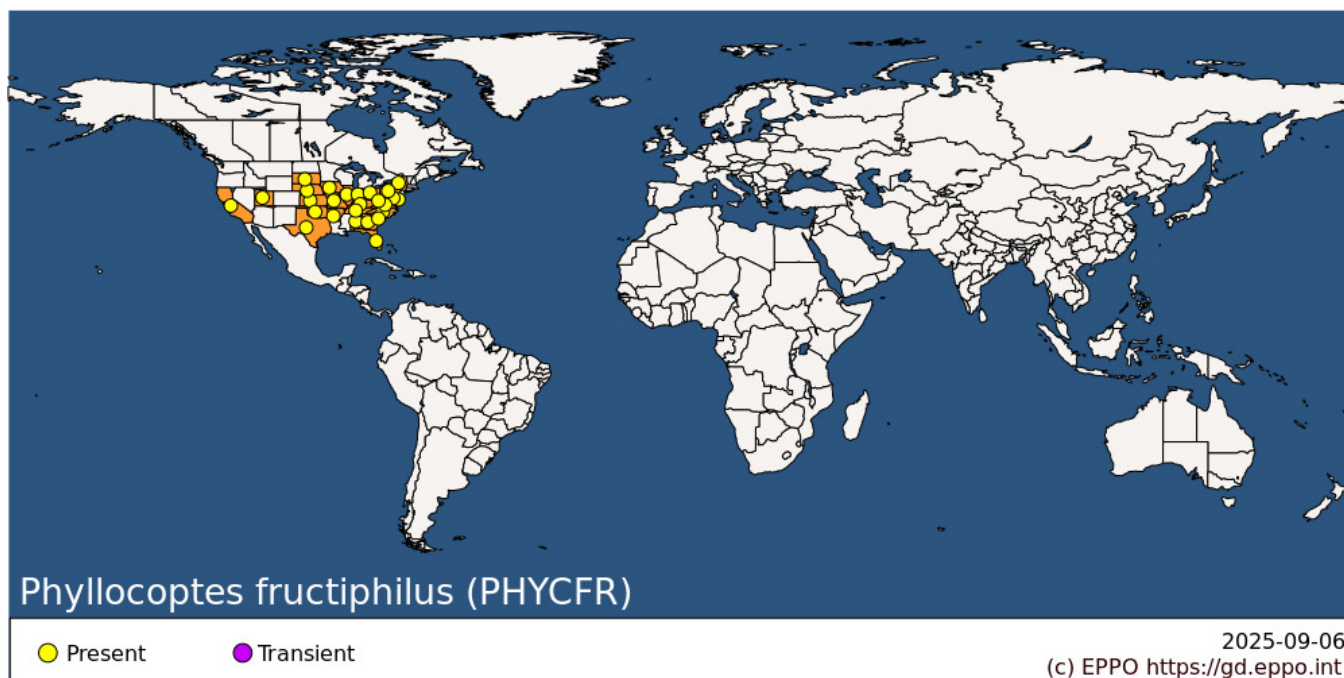 Phyllocoptes fructiphilus (PHYCFR)
Present
Transient
2025-09-06
(c) EPPO https://gd.eppo.int